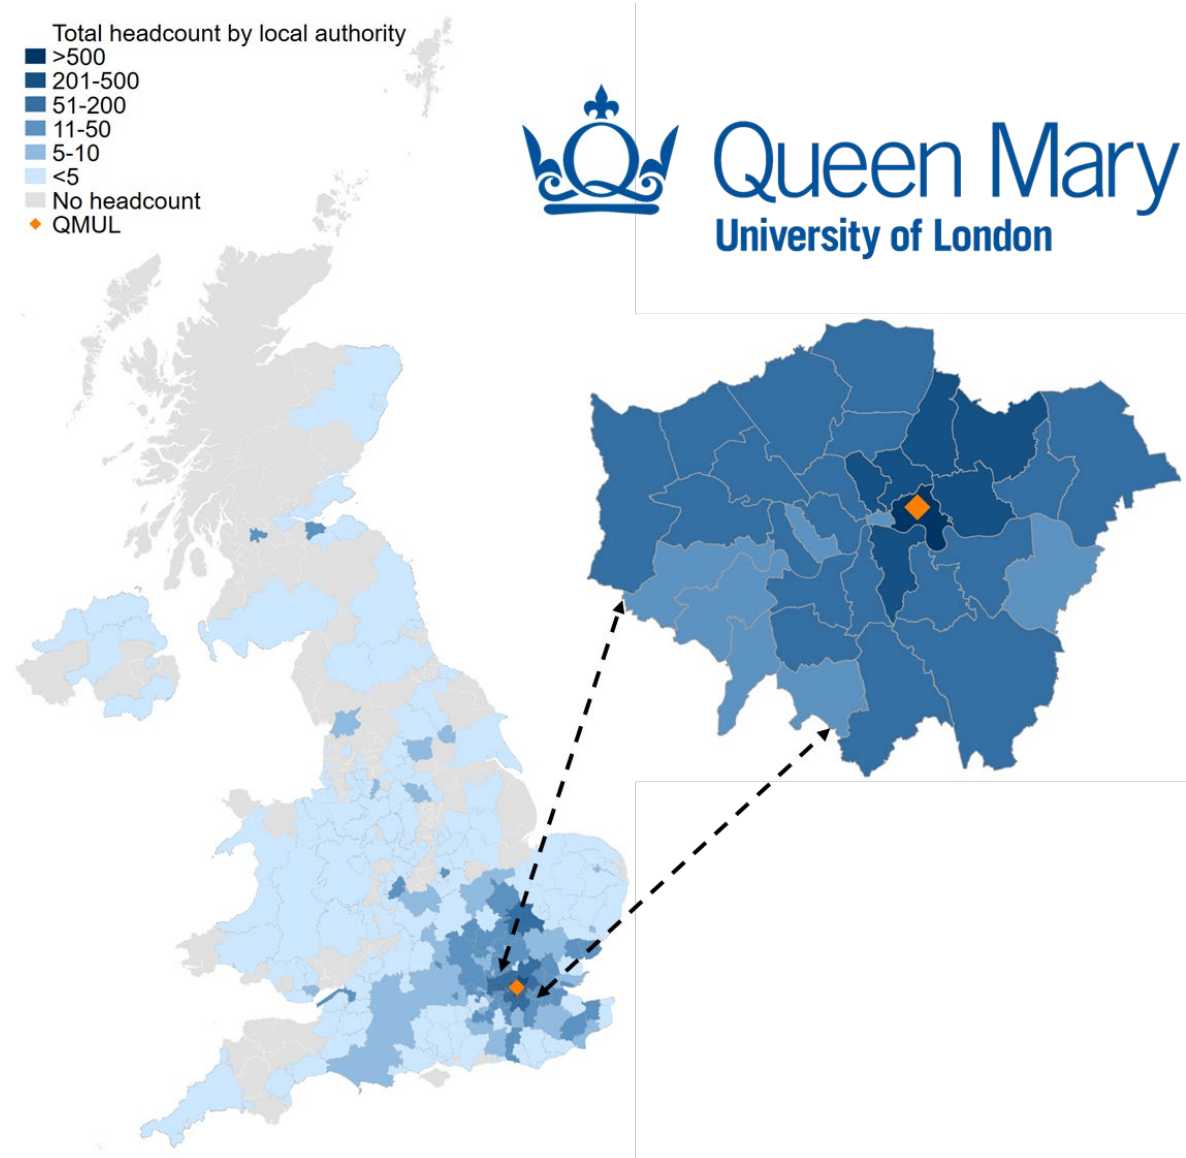 Total headcount by local authority
>500
201-500
51-200
11-50
5-10
<5
No headcount
QMUL
Queen Mary
University of London